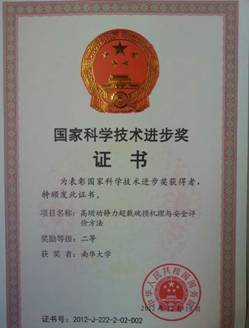 国家科学技术进步奖
证书
为表彰国家科学技术进步奖获得者，
特颁发此证书。
项目名称：高坝动静力超载破损机理与安全评
价方法
奖励等级：二等
获奖者：南华大学
证书号：2012-J-222-2-02-002